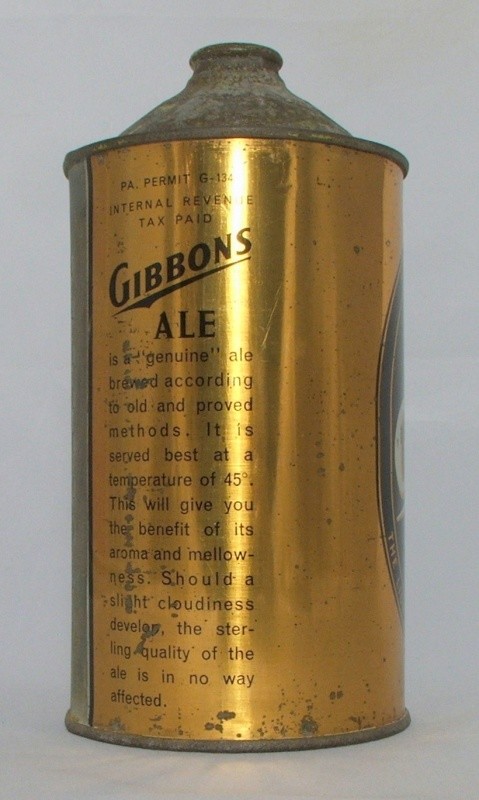 PA. PERMIT G-134
INTERNAL REVENUE
TAX PAID
GIBBONS
ALE
is a "genuine" ale
brewed according
to old and proved
methods. It is
served best at a
temperature of 45°.
This will give you
the benefit of its
aroma and mellow-
ness. Should a
slight cloudiness
develop, the ster-
ling quality of the
ale is in no way
affected.
THE